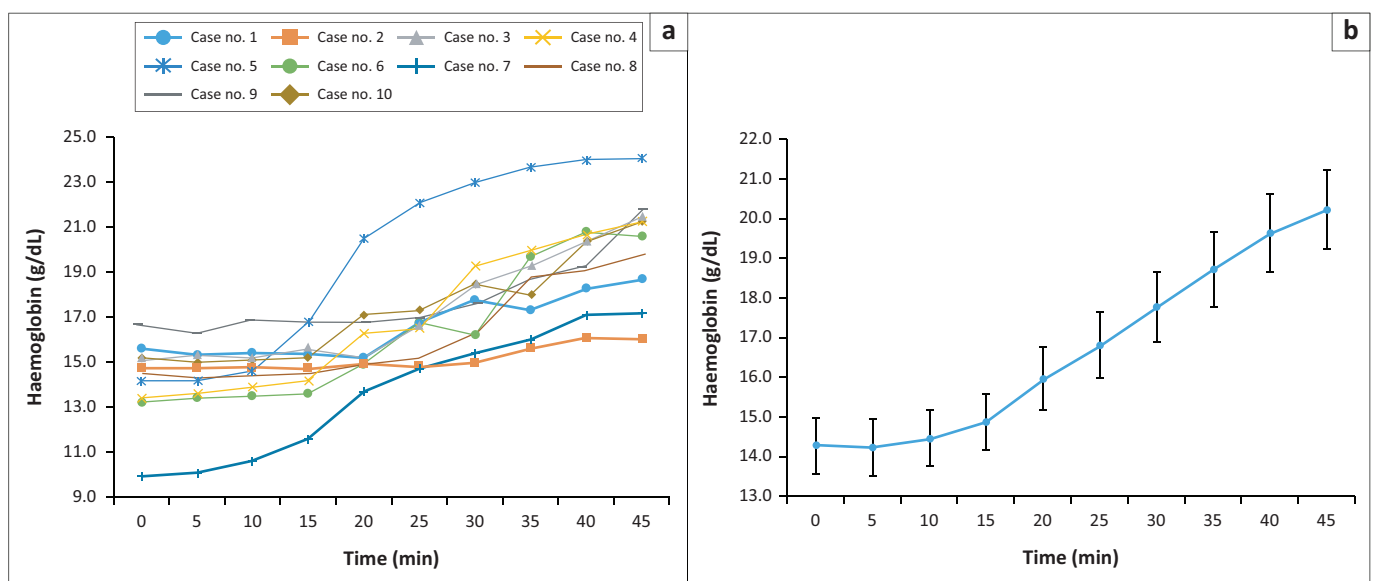 Case no. 1 Case no. 2 Case no. 3 Case no. 4
Case no. 5 Case no. 6 Case no. 7 Case no. 8
Case no. 9 Case no. 10
a
Haemoglobin (g/dL)
25.0
23.0
21.0
19.0
17.0
15.0
13.0
11.0
9.0
0 5 10 15 20 25 30 35 40 45
Time (min)
b
Haemoglobin (g/dL)
22.0
21.0
20.0
19.0
18.0
17.0
16.0
15.0
14.0
13.0
0 5 10 15 20 25 30 35 40 45
Time (min)